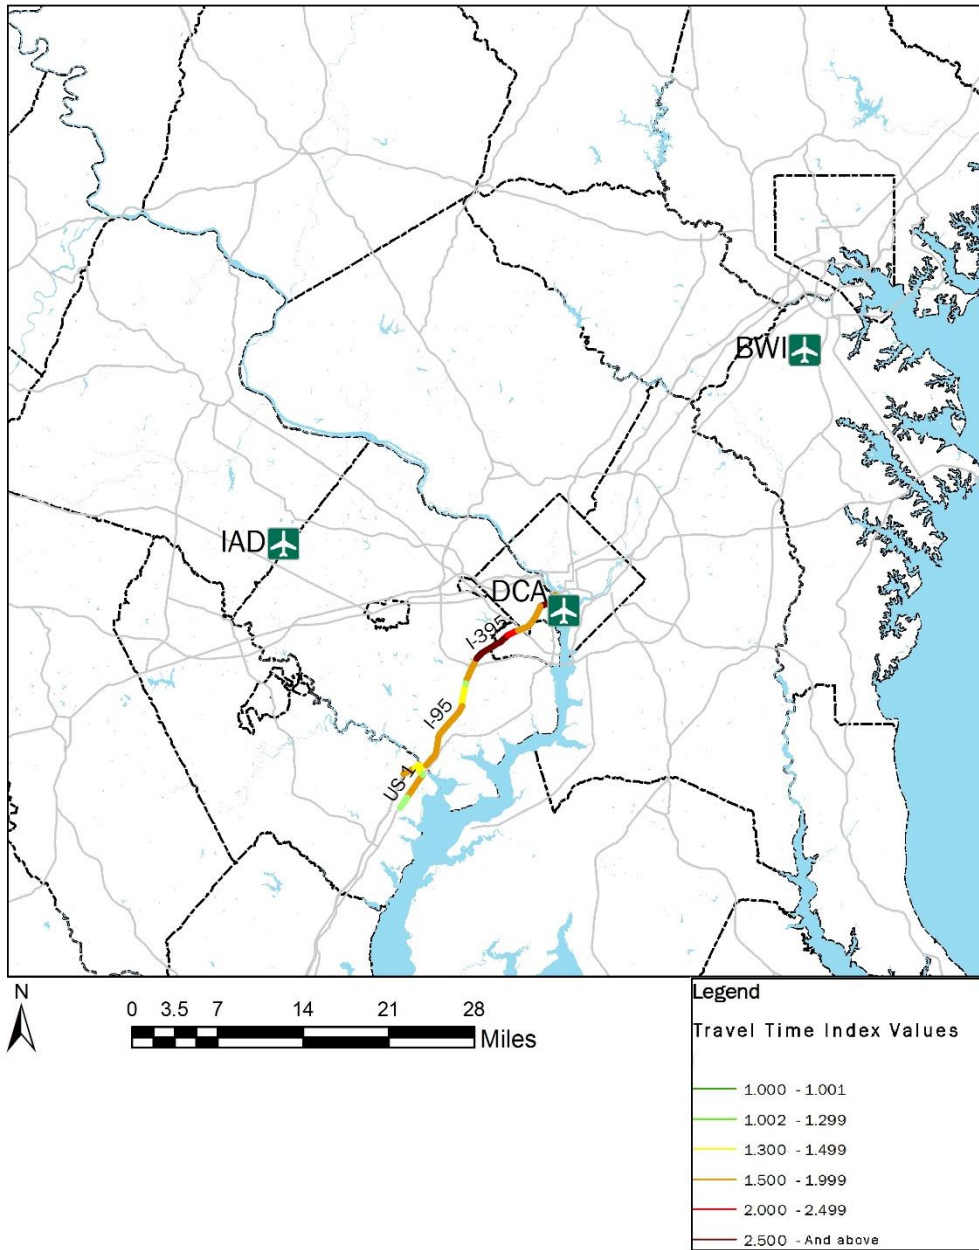 BWI
IAD
DCA
I-395
I-95
US-1
N
0 3.5 7 14 21 28
Miles
Legend
Travel Time Index Values
1.000 - 1.001
1.002 - 1.299
1.300 - 1.499
1.500 - 1.999
2.000 - 2.499
2.500 - And above